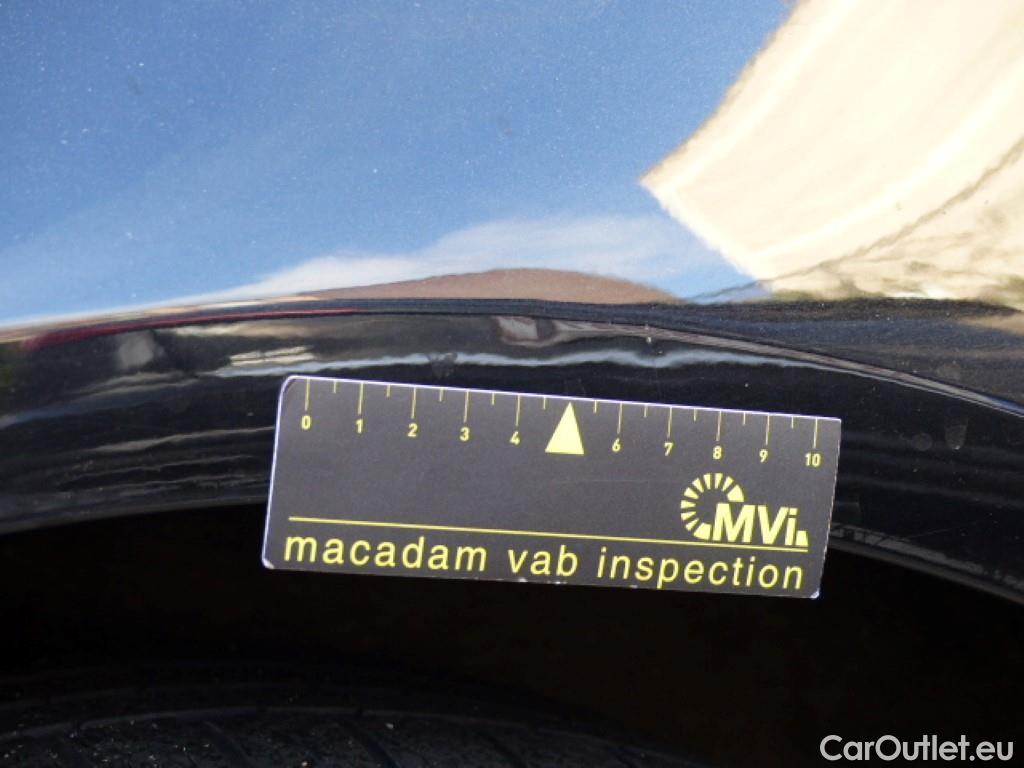 0 1 2 3 4 6 7 8 9 10
MVi
macadam vab inspection
CarOutlet.eu